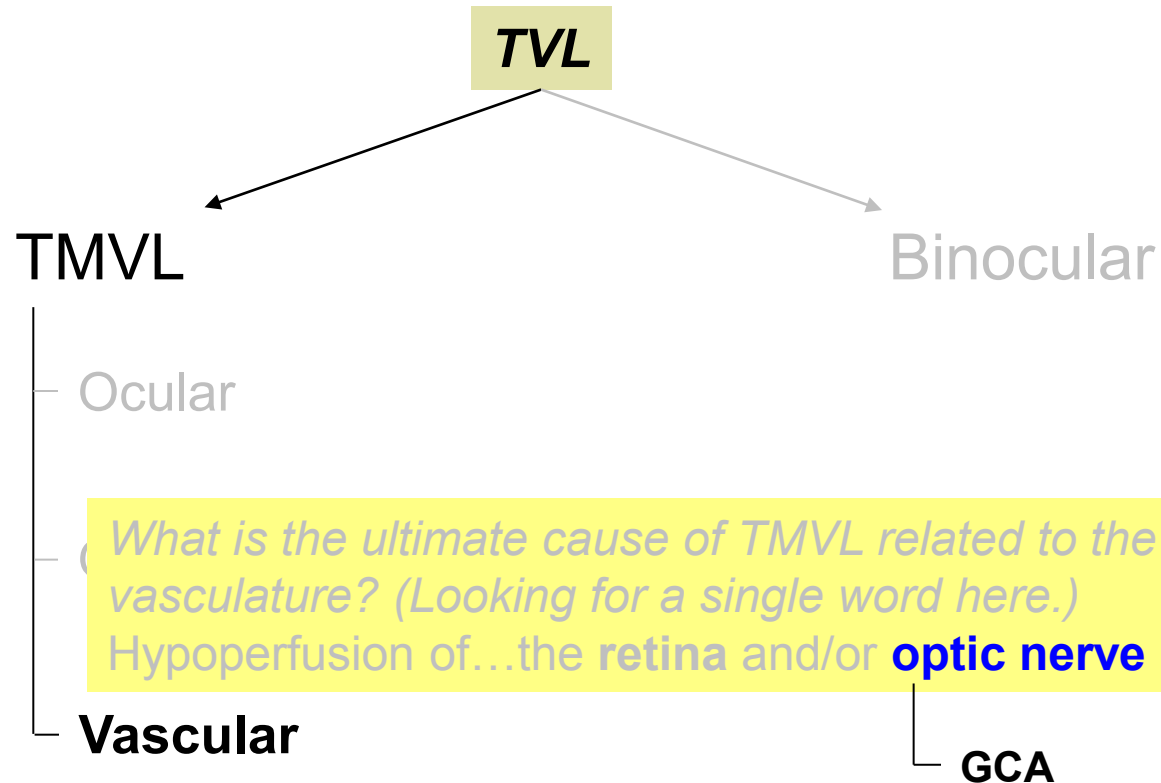 TVL
TMVL
Binocular
Ocular
What is the ultimate cause of TMVL related to the
vasculature? (Looking for a single word here.)
Hypoperfusion of…the retina and/or optic nerve
Vascular
GCA